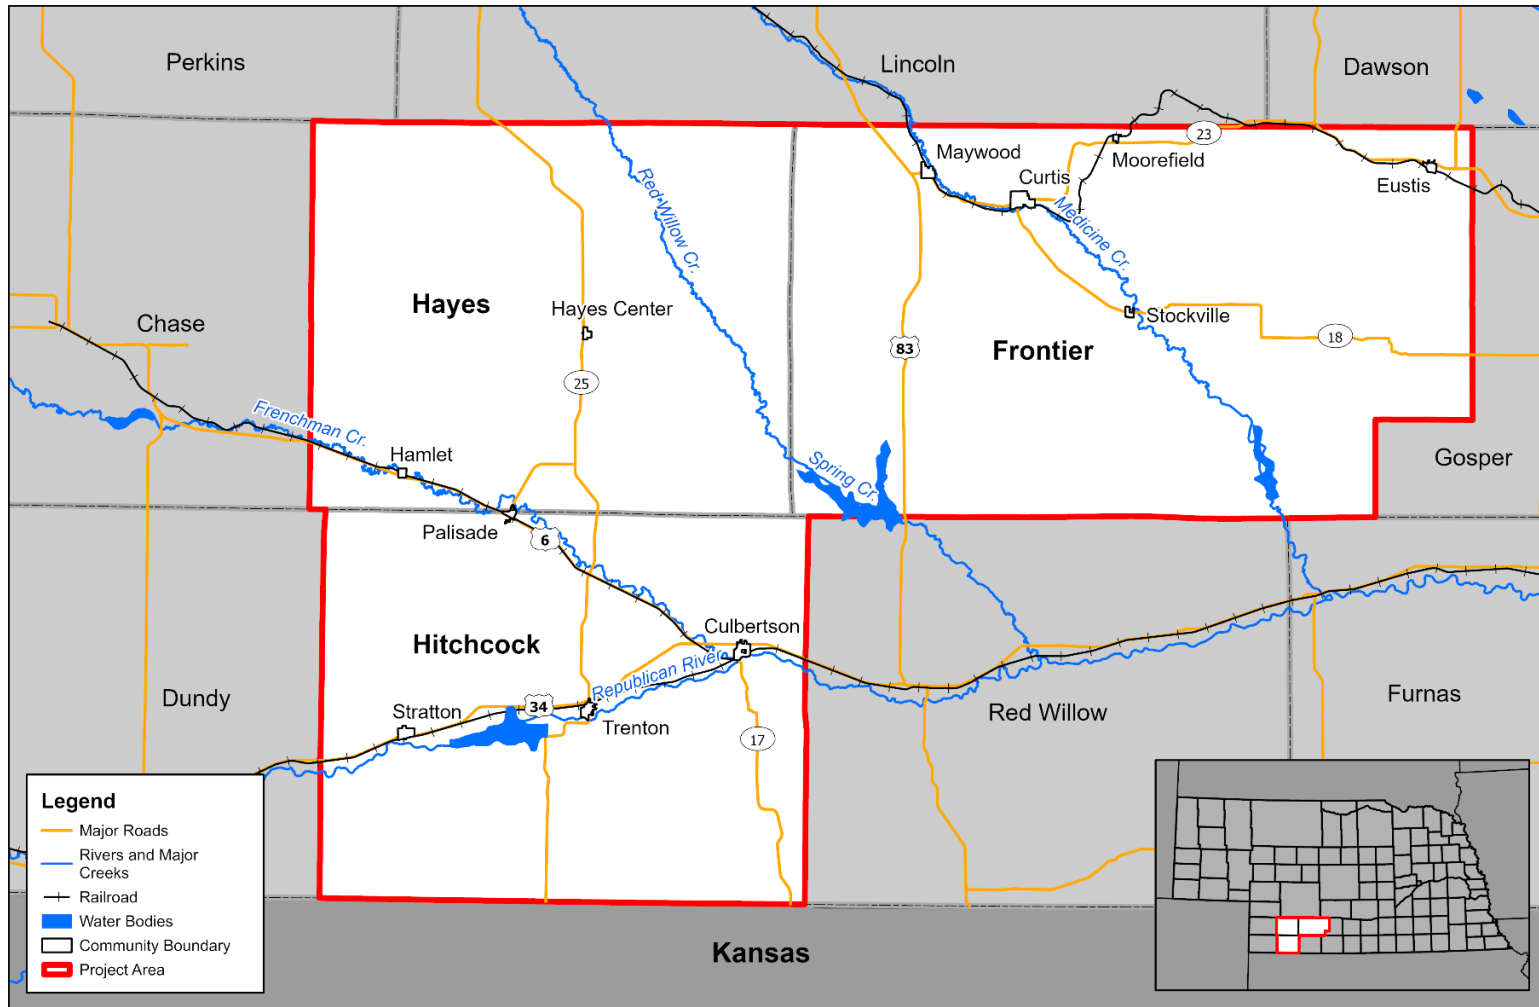 Perkins
Lincoln
Dawson
23
Maywood
Moorefield
Curtis
Eustis
Red Willow Cr.
Medicine Cr.
Hayes
Hayes Center
Stockville
Chase
83
Frontier
18
25
Frenchman Cr.
Hamlet
Spring Cr.
Gosper
Palisade
6
Culbertson
Hitchcock
Republican River
Dundy
Stratton
34
Trenton
17
Red Willow
Furnas
Legend
Major Roads
Rivers and Major
Creeks
Railroad
Water Bodies
Community Boundary
Project Area
Kansas